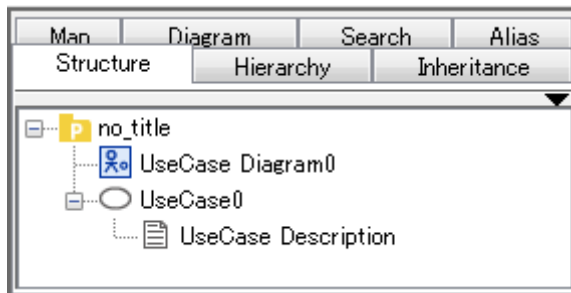 Map Diagram Search Alias
Structure Hierarchy Inheritance
P no_title
UseCase Diagram0
UseCase0
UseCase Description